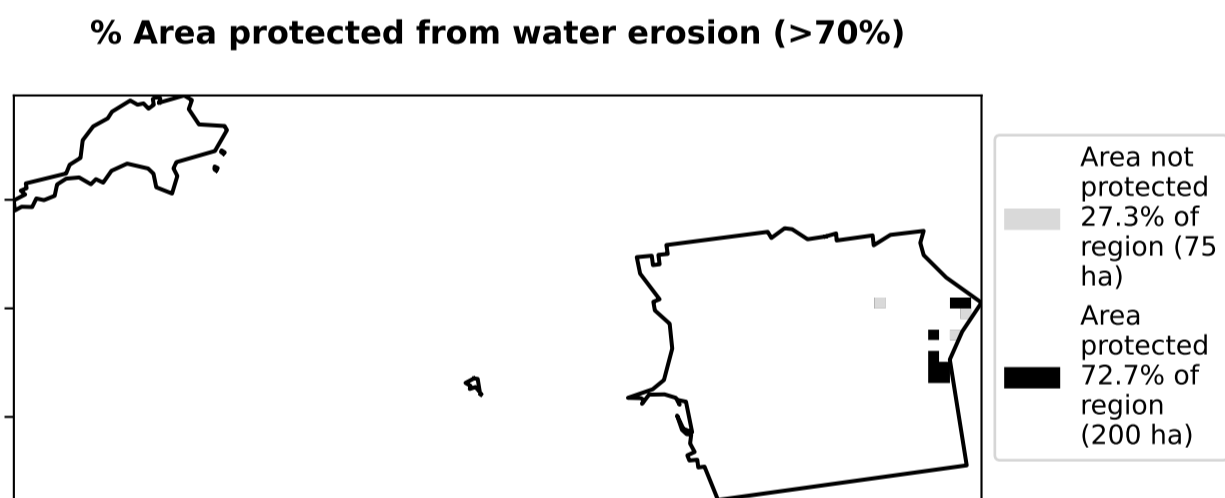 % Area protected from water erosion (>70%)
Area not
protected
27.3% of
region (75
ha)
Area
protected
72.7% of
region
(200 ha)